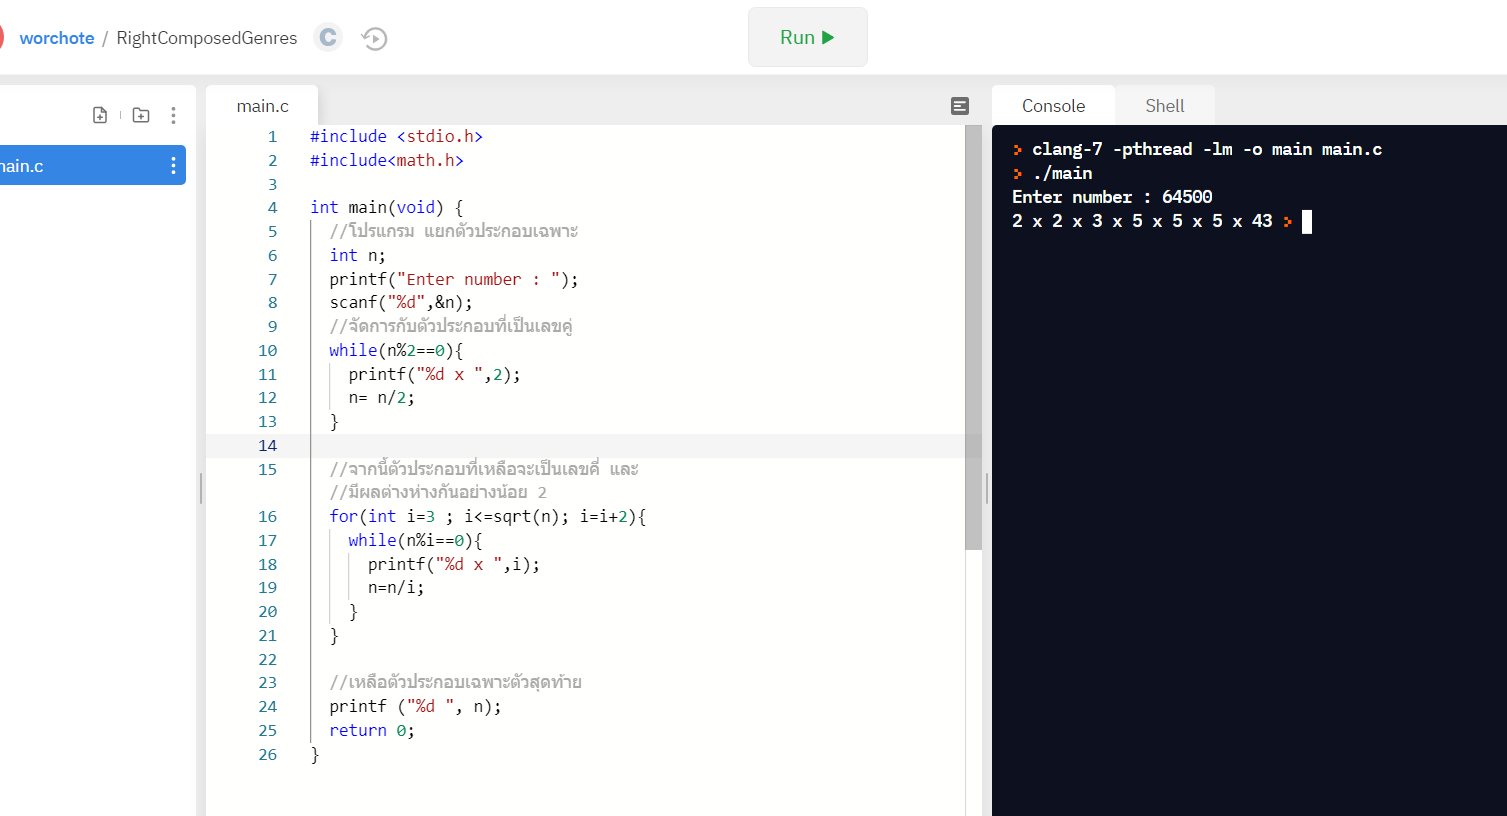 worchote / RightComposedGenres C
Run
main.c
Console
Shell
main.c
1 #include <stdio.h>
2 #include<math.h>
3
4 int main(void) {
5 //โปรแกรม แยกตัวประกอบเฉพาะ
6 int n;
7 printf("Enter number : ");
8 scanf("%d",&n);
9 //จัดการกับตัวประกอบที่เป็นเลขคู่
10 while(n%2==0){
11 printf("%d x ",2);
12 n= n/2;
13 }
14
15 //จากนี้ตัวประกอบที่เหลือจะเป็นเลขคี่ และ
//มีผลต่างห่างกันอย่างน้อย 2
16 for(int i=3 ; i<=sqrt(n); i=i+2){
17 while(n%i==0){
18 printf("%d x ",i);
19 n=n/i;
20 }
21 }
22
23 //เหลือตัวประกอบเฉพาะตัวสุดท้าย
24 printf ("%d ", n);
25 return 0;
26 }
> clang-7 -pthread -lm -o main main.c
> ./main
Enter number : 64500
2 x 2 x 3 x 5 x 5 x 5 x 43 >